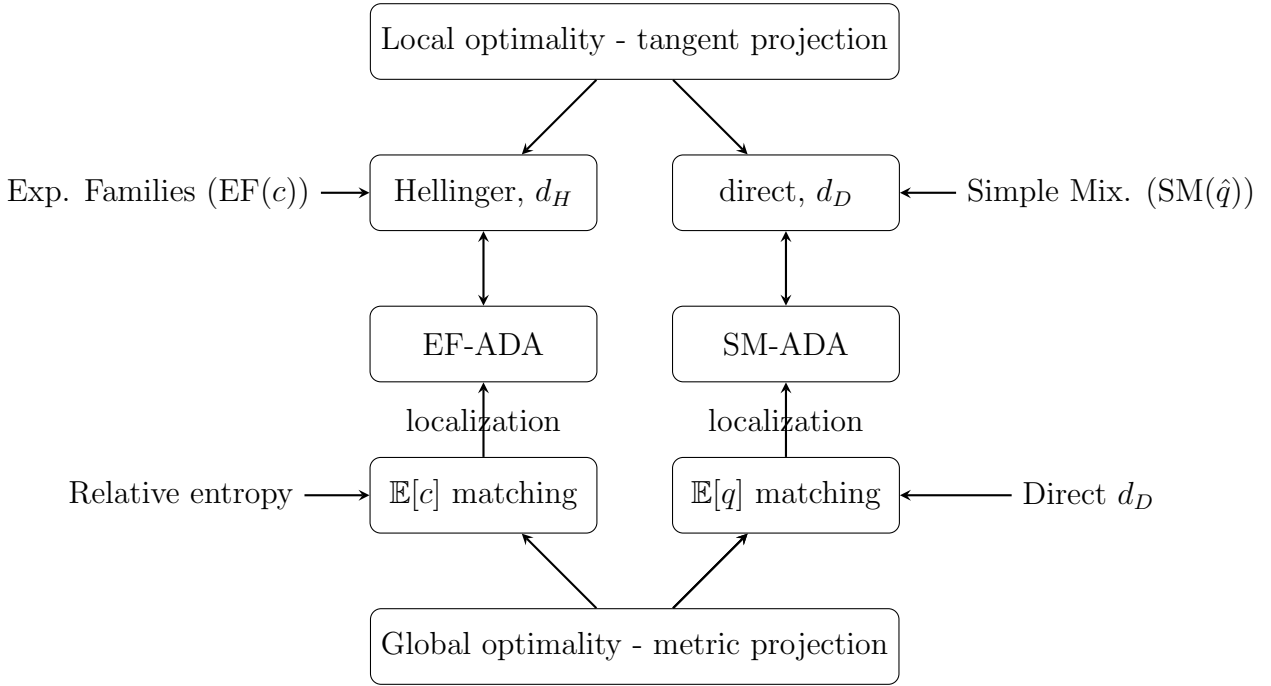 Local optimality - tangent projection
Exp. Families (EF(c))
Hellinger, d_H
direct, d_D
Simple Mix. (SM(q̂))
EF-ADA
SM-ADA
localization
localization
Relative entropy
𝔼[c] matching
𝔼[q] matching
Direct d_D
Global optimality - metric projection